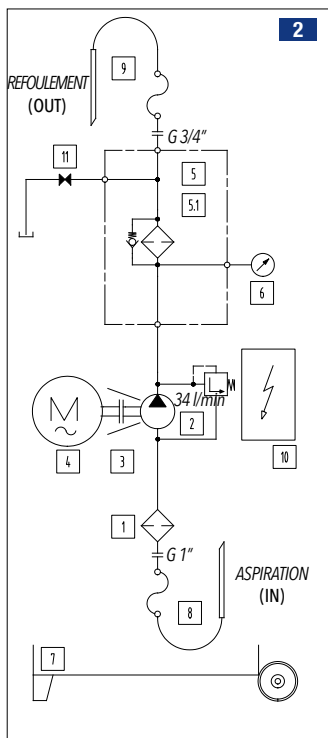 2
9
REFOULEMENT
(OUT)
G 3/4"
11
5
5.1
6
34 l/min
M
2
4
3
10
1
G 1"
ASPIRATION
(IN)
8
7